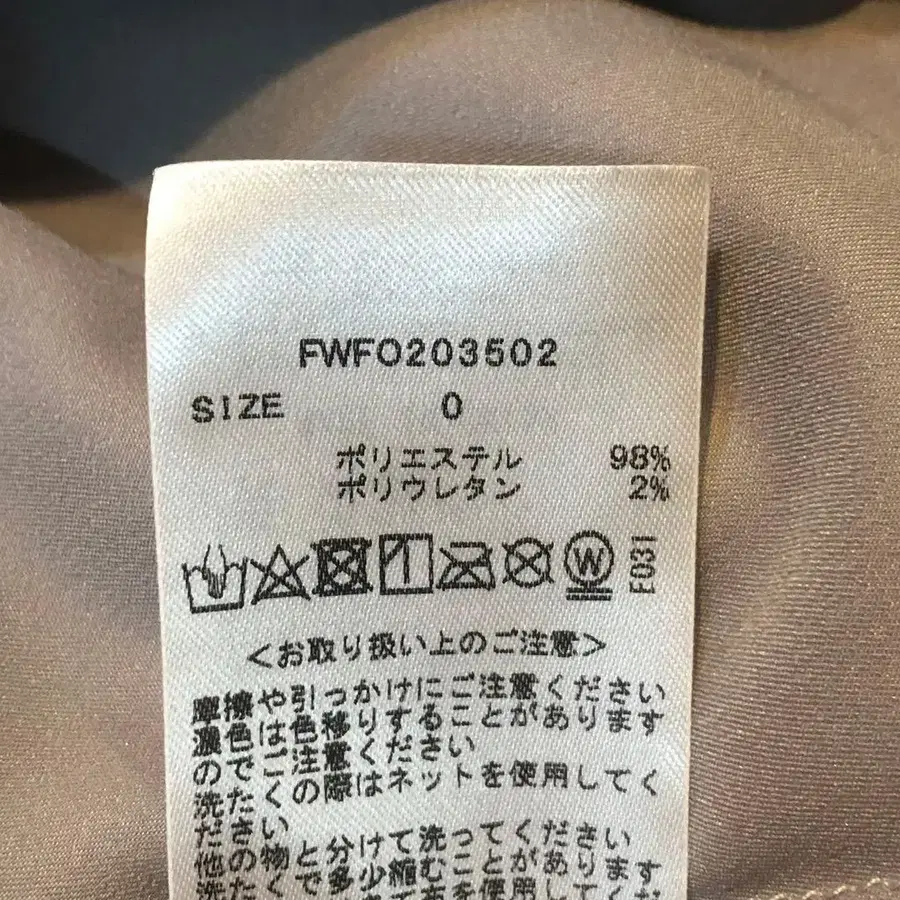 FWFO203502
SIZE 0
ポリエステル 98%
ポリウレタン 2%
W
<お取り扱い上のご注意>
摩擦や引っかけにご注意ください
濃色は色移りすることがあります
のでご注意ください
洗たくの際はネットを使用してく
ださい
他の物と分けて洗ってください
洗たくで多少縮むことがあります